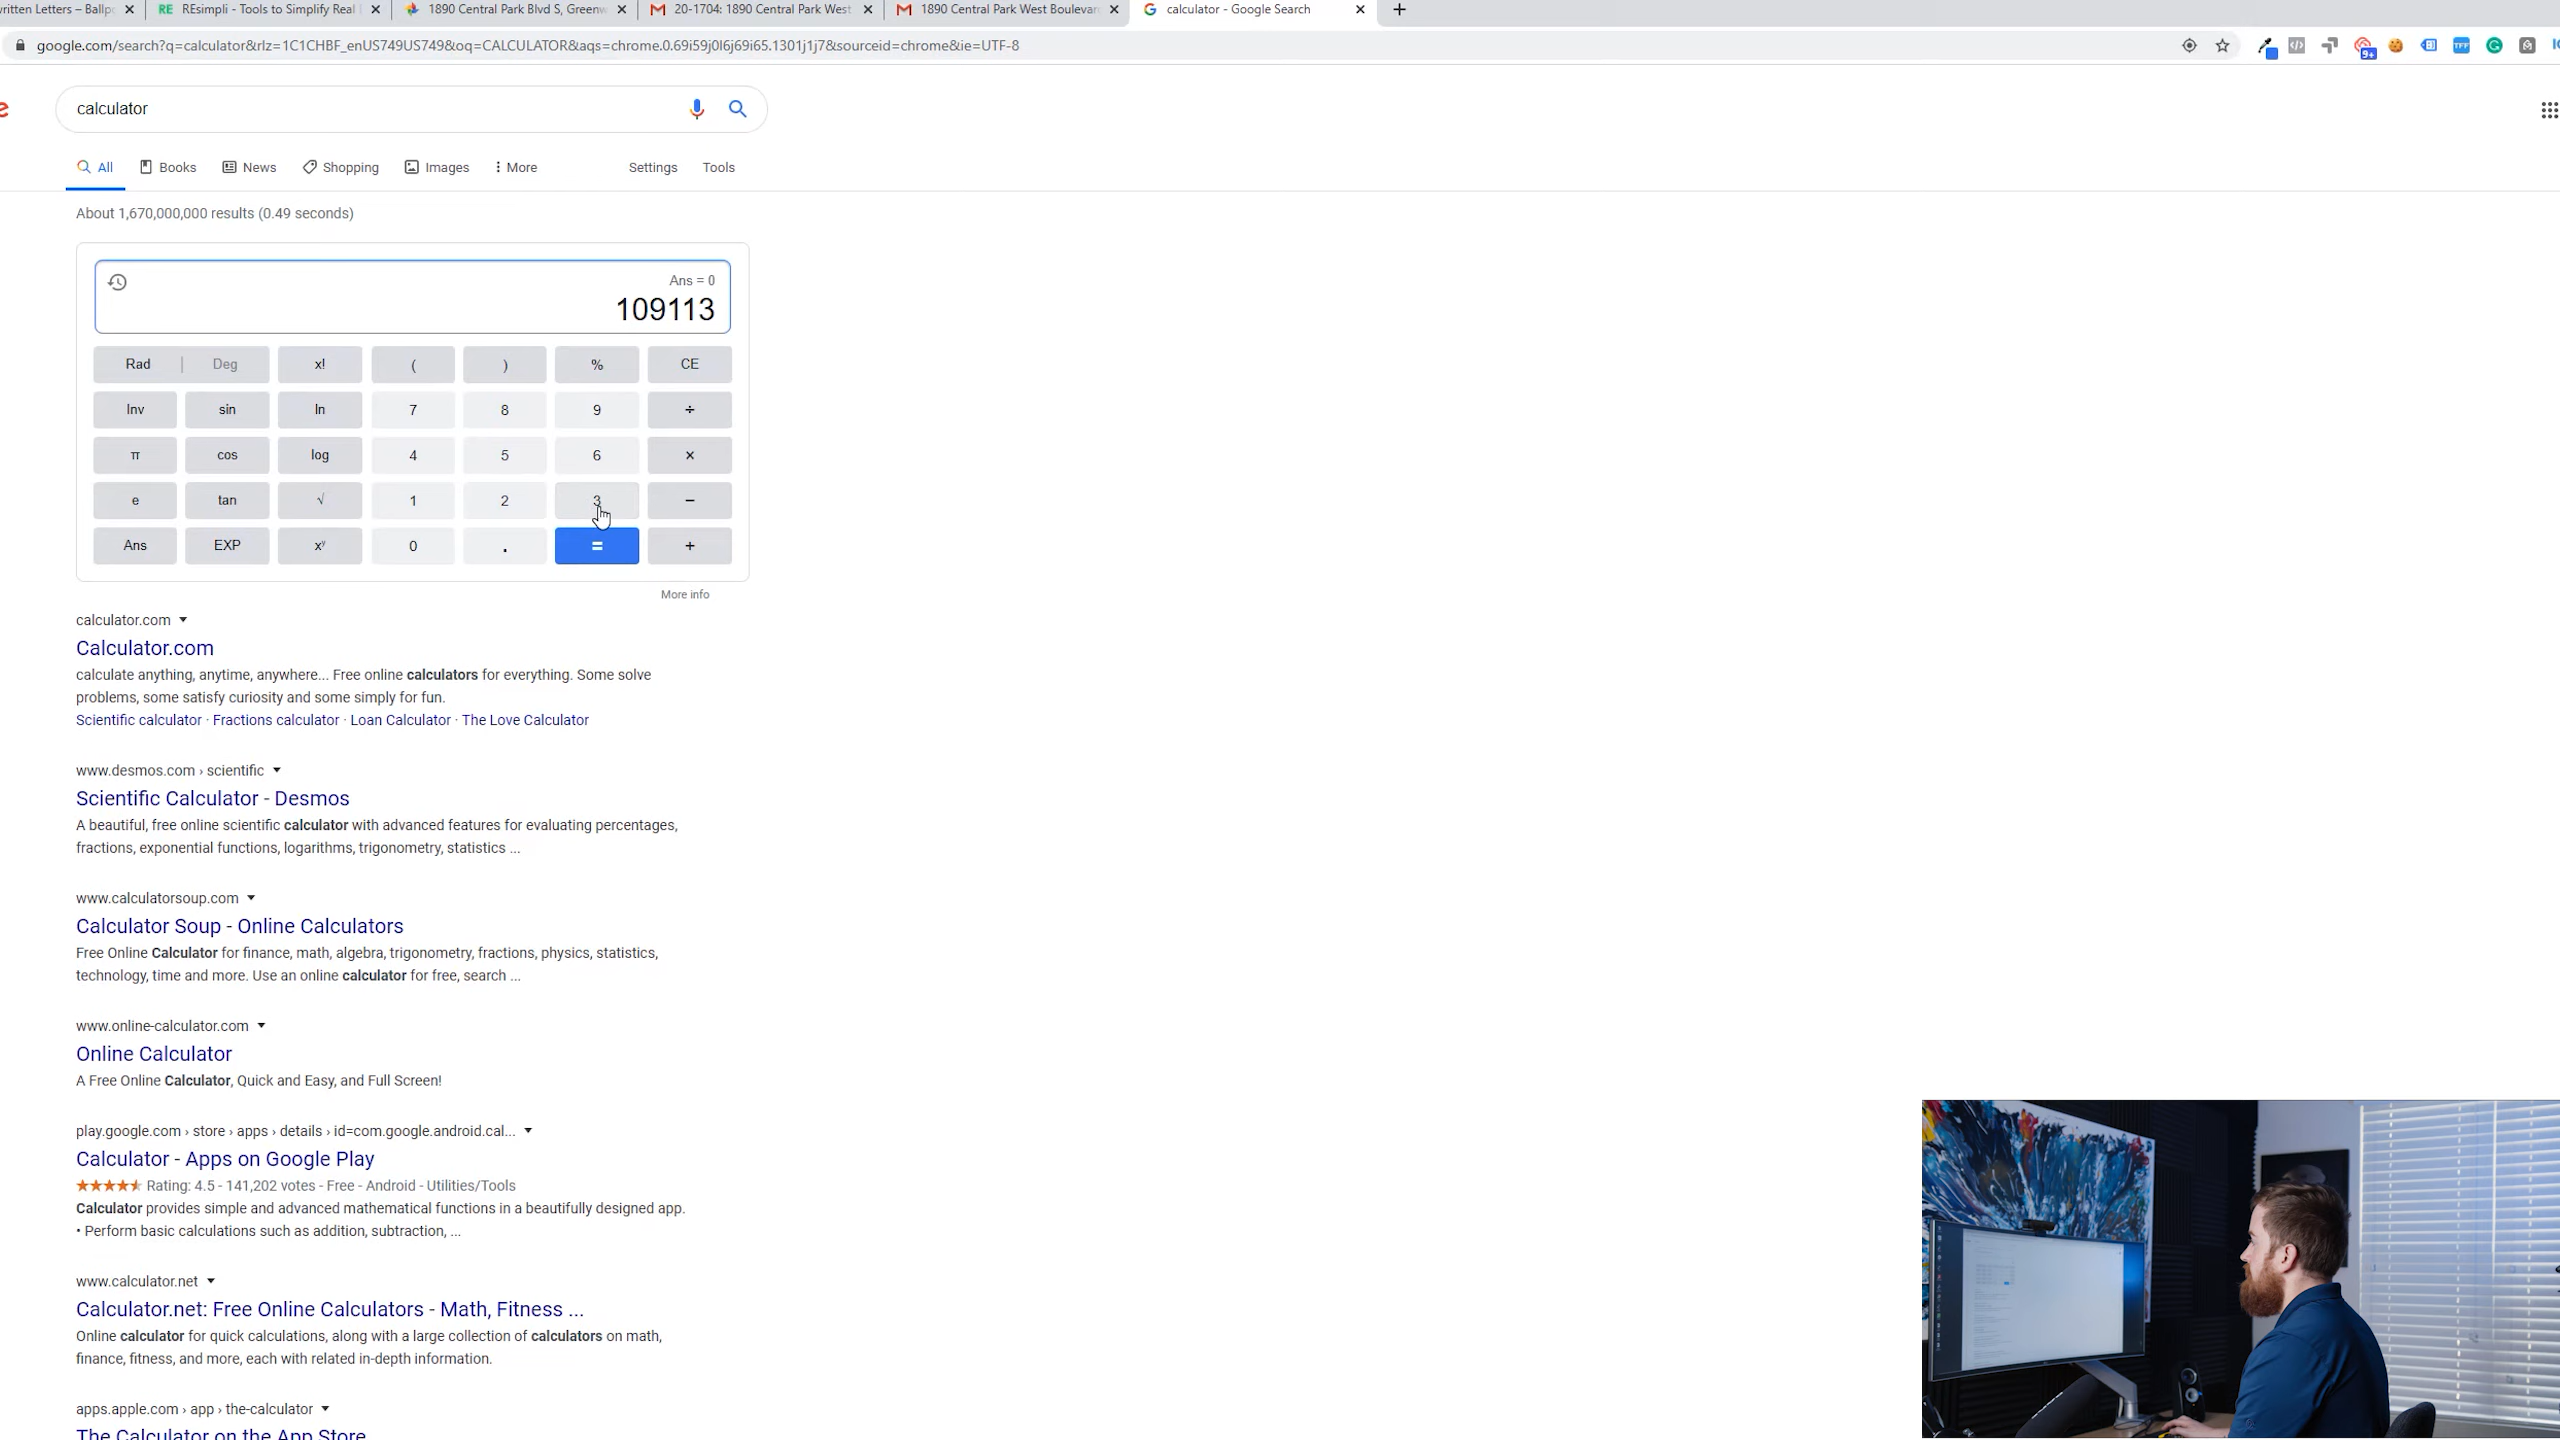 written Letters – Ballpo
REsimpli - Tools to Simplify Real
1890 Central Park Blvd S, Greenw
20-1704: 1890 Central Park West
1890 Central Park West Boulevar
calculator - Google Search
google.com/search?q=calculator&rlz=1C1CHBF_enUS749US749&oq=CALCULATOR&aqs=chrome.0.69i59j0l6j69i65.1301j1j7&sourceid=chrome&ie=UTF-8
calculator
All
Books
News
Shopping
Images
More
Settings
Tools
About 1,670,000,000 results (0.49 seconds)
Ans = 0
109113
Rad | Deg x! ( ) % CE
Inv sin ln 7 8 9 ÷
π cos log 4 5 6 ×
e tan √ 1 2 3 −
Ans EXP xʸ 0 . = +
More info
calculator.com
Calculator.com
calculate anything, anytime, anywhere... Free online calculators for everything. Some solve
problems, some satisfy curiosity and some simply for fun.
Scientific calculator · Fractions calculator · Loan Calculator · The Love Calculator
www.desmos.com › scientific
Scientific Calculator - Desmos
A beautiful, free online scientific calculator with advanced features for evaluating percentages,
fractions, exponential functions, logarithms, trigonometry, statistics ...
www.calculatorsoup.com
Calculator Soup - Online Calculators
Free Online Calculator for finance, math, algebra, trigonometry, fractions, physics, statistics,
technology, time and more. Use an online calculator for free, search ...
www.online-calculator.com
Online Calculator
A Free Online Calculator, Quick and Easy, and Full Screen!
play.google.com › store › apps › details › id=com.google.android.cal...
Calculator - Apps on Google Play
Rating: 4.5 - 141,202 votes - Free - Android - Utilities/Tools
Calculator provides simple and advanced mathematical functions in a beautifully designed app.
• Perform basic calculations such as addition, subtraction, ...
www.calculator.net
Calculator.net: Free Online Calculators - Math, Fitness ...
Online calculator for quick calculations, along with a large collection of calculators on math,
finance, fitness, and more, each with related in-depth information.
apps.apple.com › app › the-calculator
The Calculator on the App Store